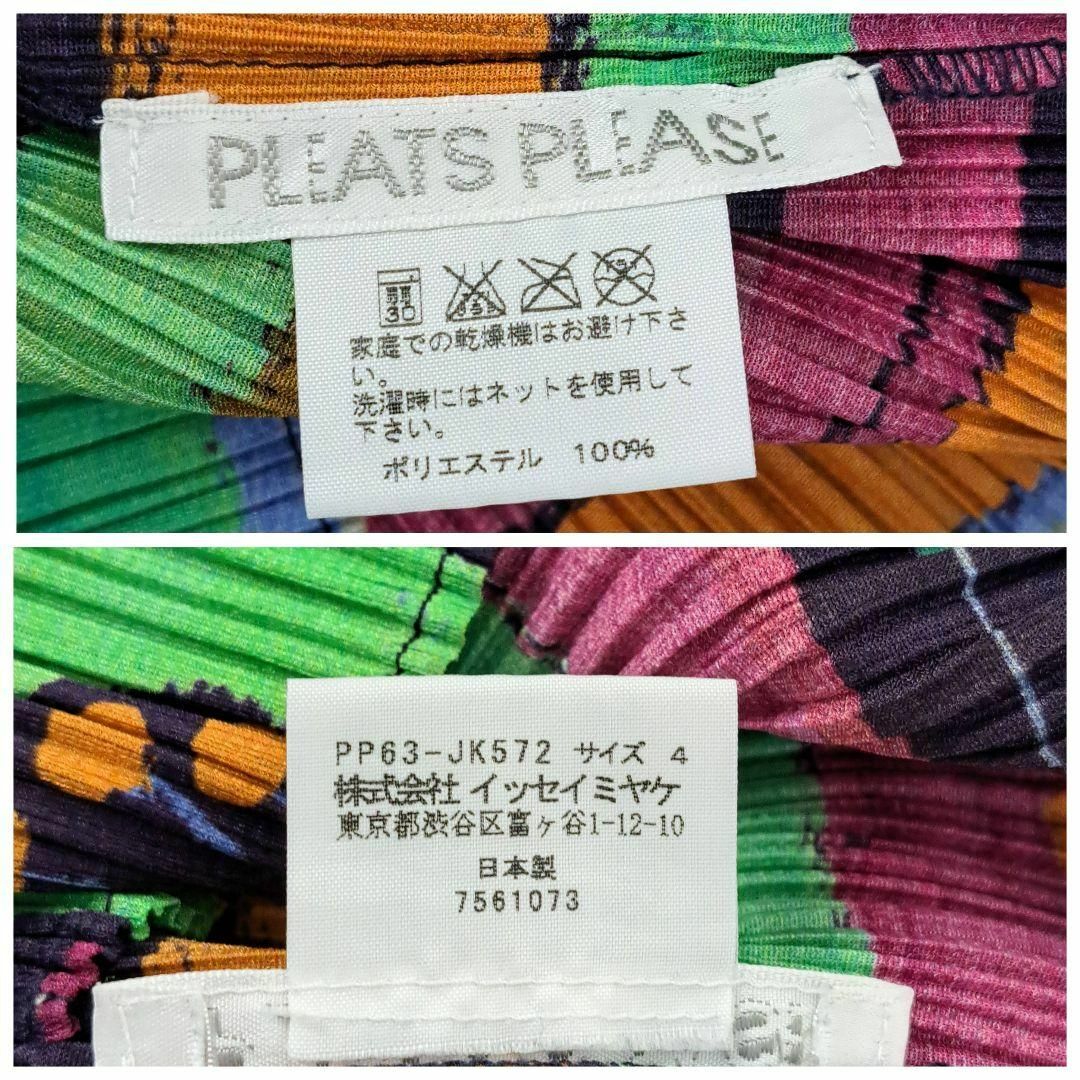 PLEATS PLEASE
弱
30
家庭での乾燥機はお避け下さ
い。
洗濯時にはネットを使用して
下さい。
ポリエステル 100%
PP63-JK572 サイズ 4
株式会社 イッセイミヤケ
東京都渋谷区富ヶ谷1-12-10
日本製
7561073